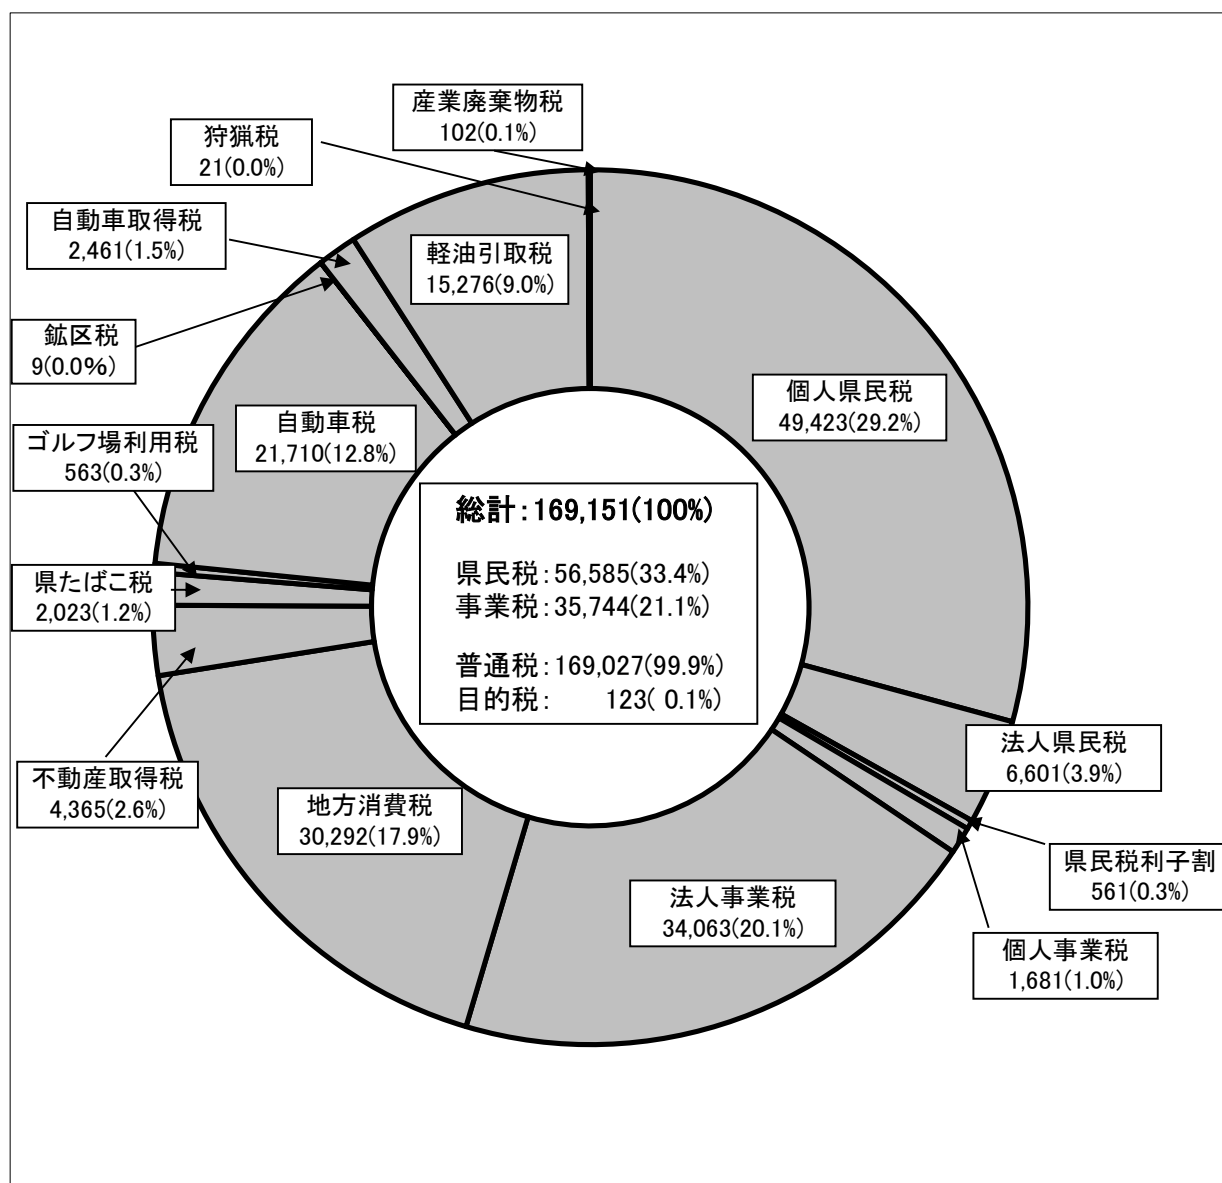 産業廃棄物税
102(0.1%)
狩猟税
21(0.0%)
自動車取得税
2,461(1.5%)
軽油引取税
15,276(9.0%)
鉱区税
9(0.0%)
個人県民税
49,423(29.2%)
自動車税
21,710(12.8%)
ゴルフ場利用税
563(0.3%)
総計:169,151(100%)
県民税:56,585(33.4%)
事業税:35,744(21.1%)
普通税:169,027(99.9%)
目的税: 123( 0.1%)
県たばこ税
2,023(1.2%)
法人県民税
6,601(3.9%)
不動産取得税
4,365(2.6%)
地方消費税
30,292(17.9%)
県民税利子割
561(0.3%)
法人事業税
34,063(20.1%)
個人事業税
1,681(1.0%)